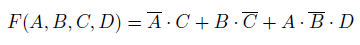 F(A, B, C, D) = A̅ · C + B · C̅ + A · B̅ · D